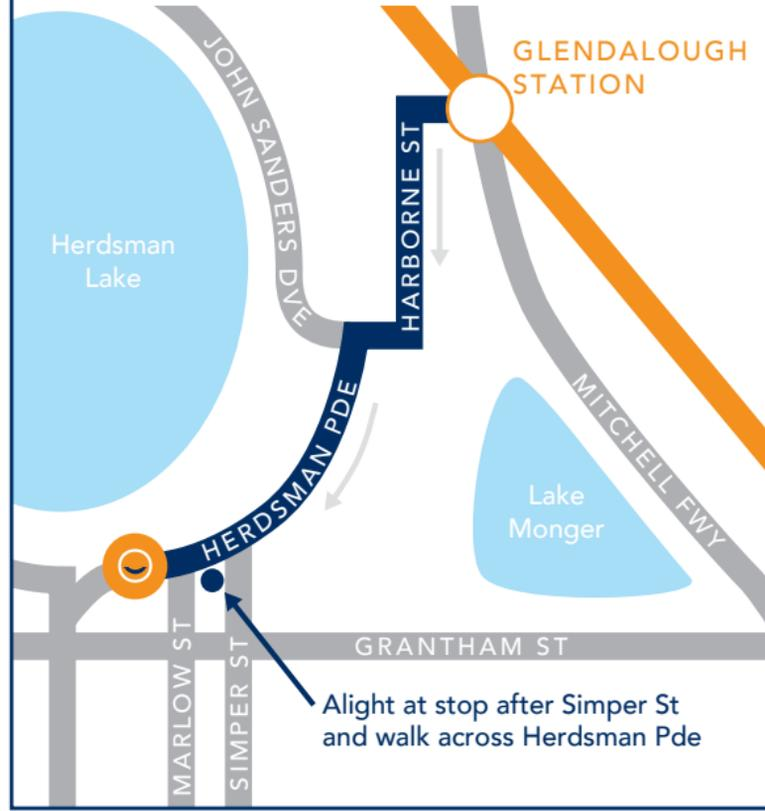 JOHN SANDERS DVE
GLENDALOUGH
STATION
HARBORNE ST
Herdsman
Lake
HERDSMAN PDE
MITCHELL FWY
Lake
Monger
GRANTHAM ST
MARLOW ST
SIMPER ST
Alight at stop after Simper St
and walk across Herdsman Pde